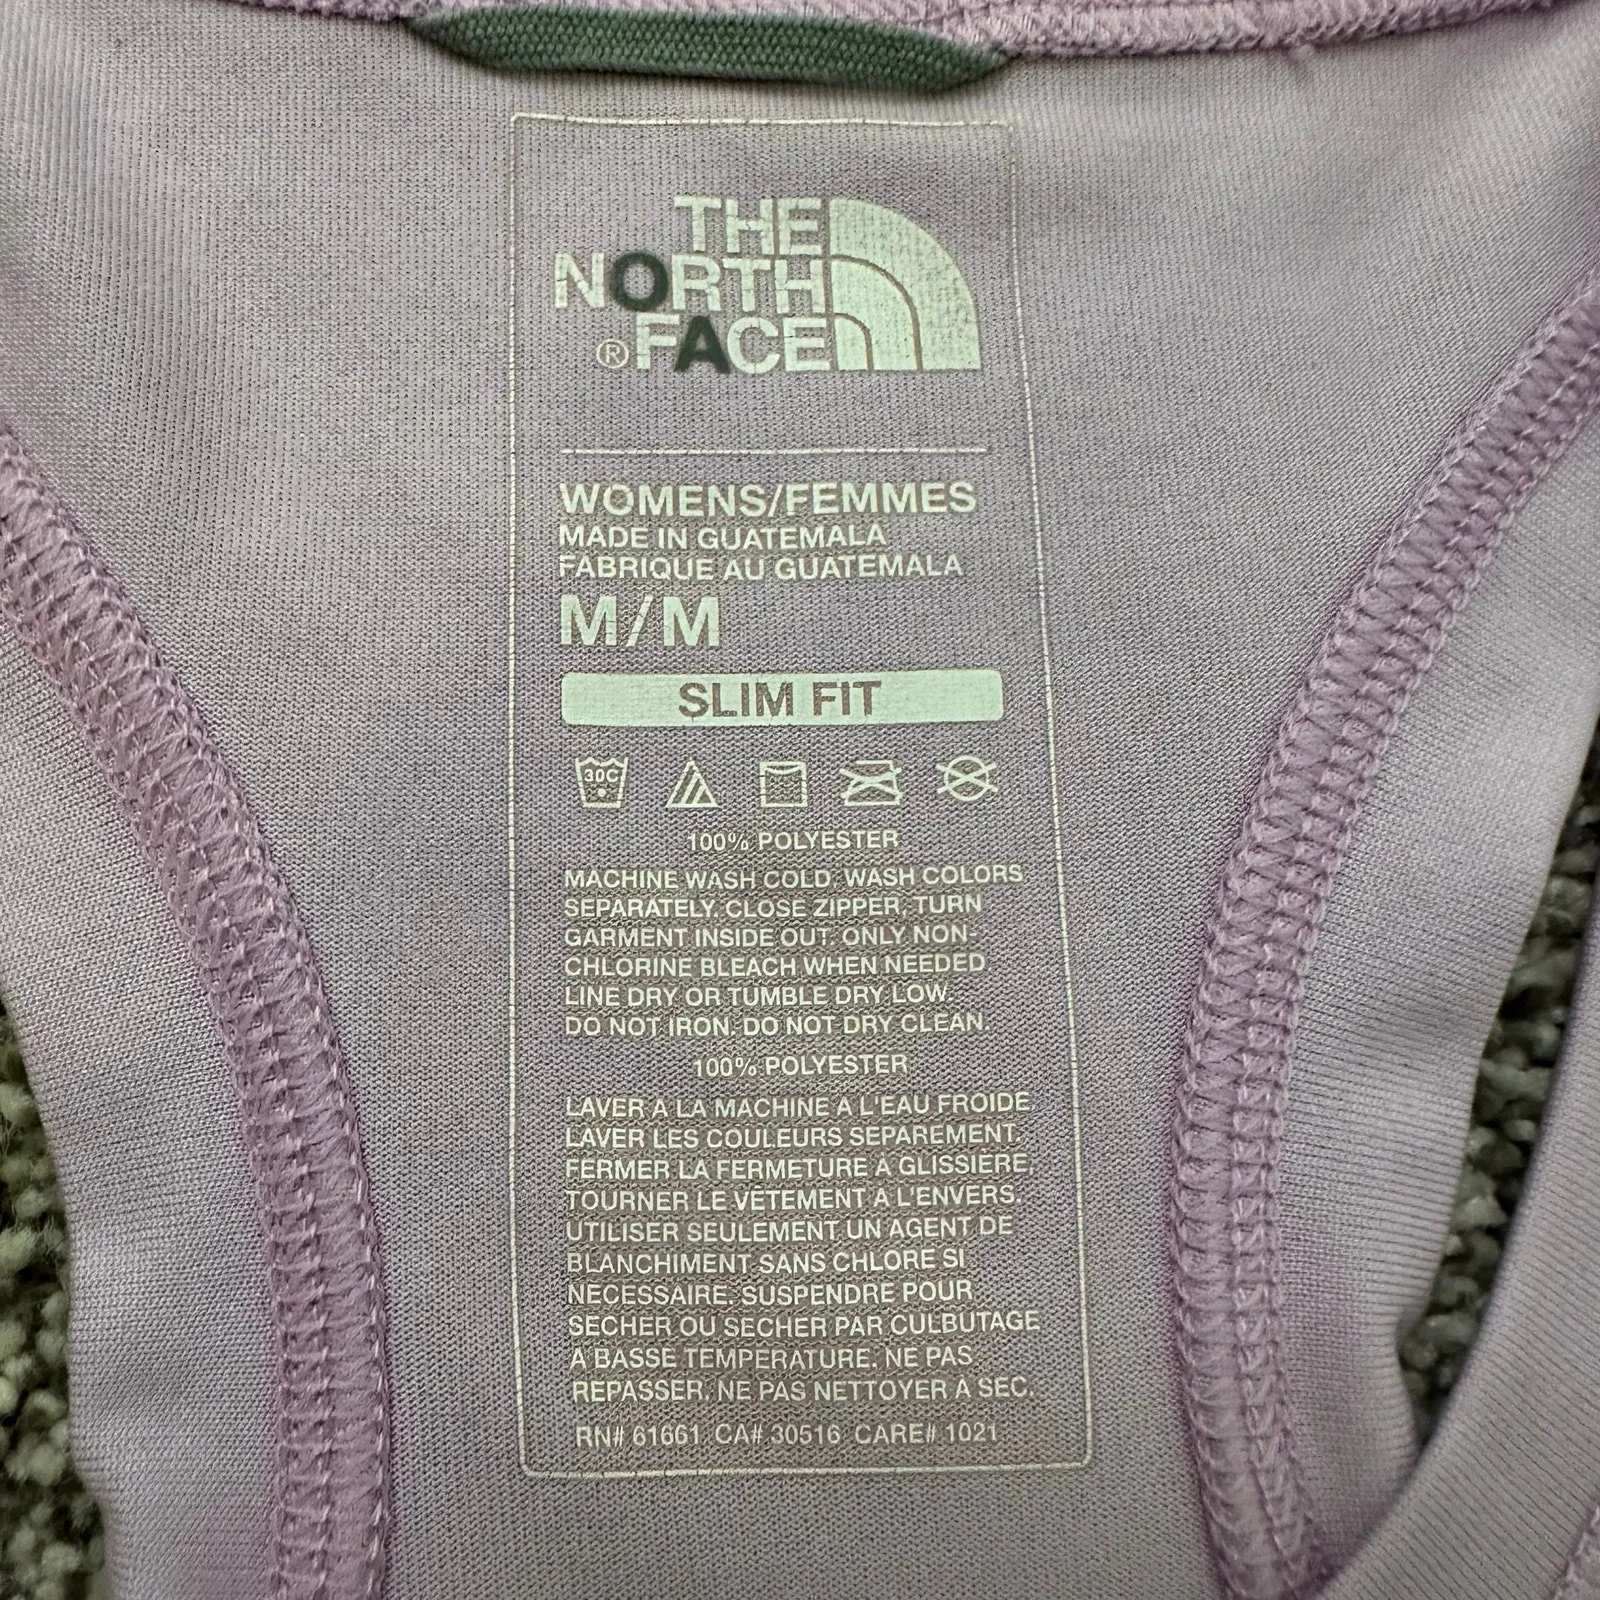 THE
NORTH
®FACE
WOMENS/FEMMES
MADE IN GUATEMALA
FABRIQUE AU GUATEMALA
M/M
SLIM FIT
30C
100% POLYESTER
MACHINE WASH COLD. WASH COLORS
SEPARATELY. CLOSE ZIPPER, TURN
GARMENT INSIDE OUT. ONLY NON-
CHLORINE BLEACH WHEN NEEDED
LINE DRY OR TUMBLE DRY LOW.
DO NOT IRON. DO NOT DRY CLEAN.
100% POLYESTER
LAVER A LA MACHINE A L'EAU FROIDE.
LAVER LES COULEURS SEPAREMENT.
FERMER LA FERMETURE A GLISSIERE,
TOURNER LE VÊTEMENT A L'ENVERS.
UTILISER SEULEMENT UN AGENT DE
BLANCHIMENT SANS CHLORE SI
NECESSAIRE. SUSPENDRE POUR
SECHER OU SECHER PAR CULBUTAGE
A BASSE TEMPERATURE. NE PAS
REPASSER. NE PAS NETTOYER A SEC.
RN# 61661 CA# 30516 CARE# 1021